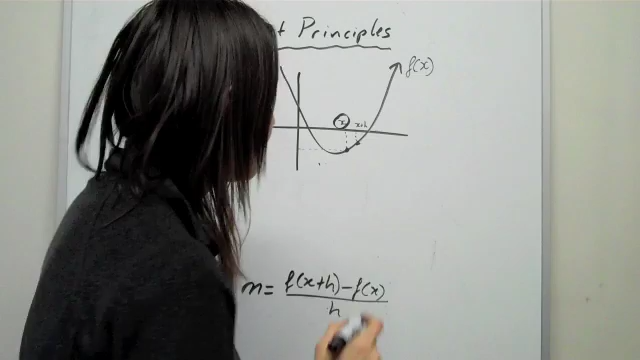 Principles
f(x)
x x+h
m = f(x+h)-f(x)
h